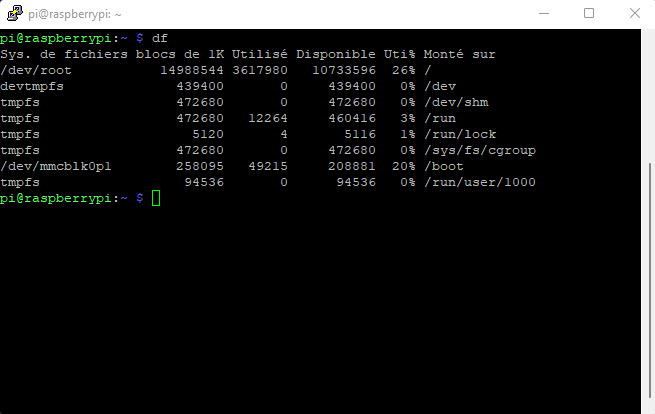 pi@raspberrypi: ~
pi@raspberrypi:~ $ df
Sys. de fichiers blocs de 1K Utilisé Disponible Uti% Monté sur
/dev/root 14988544 3617980 10733596 26% /
devtmpfs 439400 0 439400 0% /dev
tmpfs 472680 0 472680 0% /dev/shm
tmpfs 472680 12264 460416 3% /run
tmpfs 5120 4 5116 1% /run/lock
tmpfs 472680 0 472680 0% /sys/fs/cgroup
/dev/mmcblk0p1 258095 49215 208881 20% /boot
tmpfs 94536 0 94536 0% /run/user/1000
pi@raspberrypi:~ $